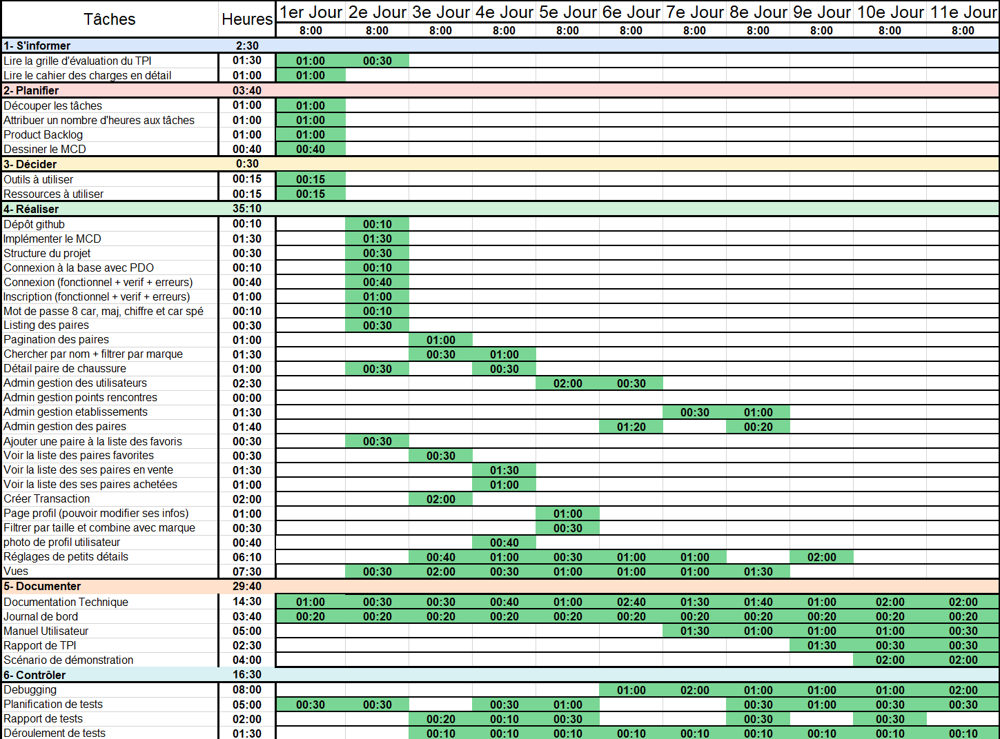 Tâches Heures 1er Jour 2e Jour 3e Jour 4e Jour 5e Jour 6e Jour 7e Jour 8e Jour 9e Jour 10e Jour 11e Jour
8:00 8:00 8:00 8:00 8:00 8:00 8:00 8:00 8:00 8:00 8:00
1- S'informer 2:30
Lire la grille d'évaluation du TPI 01:30 01:00 00:30
Lire le cahier des charges en détail 01:00 01:00
2- Planifier 03:40
Découper les tâches 01:00 01:00
Attribuer un nombre d'heures aux tâches 01:00 01:00
Product Backlog 01:00 01:00
Dessiner le MCD 00:40 00:40
3- Décider 0:30
Outils à utiliser 00:15 00:15
Ressources à utiliser 00:15 00:15
4- Réaliser 35:10
Dépôt github 00:10 00:10
Implémenter le MCD 01:30 01:30
Structure du projet 00:30 00:30
Connexion à la base avec PDO 00:10 00:10
Connexion (fonctionnel + verif + erreurs) 00:40 00:40
Inscription (fonctionnel + verif + erreurs) 01:00 01:00
Mot de passe 8 car, maj, chiffre et car spé 00:10 00:10
Listing des paires 00:30 00:30
Pagination des paires 01:00 01:00
Chercher par nom + filtrer par marque 01:30 00:30 01:00
Détail paire de chaussure 01:00 00:30 00:30
Admin gestion des utilisateurs 02:30 02:00 00:30
Admin gestion points rencontres 00:00
Admin gestion etablissements 01:30 00:30 01:00
Admin gestion des paires 01:40 01:20 00:20
Ajouter une paire à la liste des favoris 00:30 00:30
Voir la liste des paires favorites 00:30 00:30
Voir la liste des ses paires en vente 01:30 01:30
Voir la liste des ses paires achetées 01:00 01:00
Créer Transaction 02:00 02:00
Page profil (pouvoir modifier ses infos) 01:00 01:00
Filtrer par taille et combine avec marque 00:30 00:30
photo de profil utilisateur 00:40 00:40
Réglages de petits détails 06:10 00:40 01:00 00:30 01:00 01:00 02:00
Vues 07:30 00:30 02:00 00:30 01:00 01:00 01:00 01:30
5- Documenter 29:40
Documentation Technique 14:30 01:00 00:30 00:30 00:40 01:00 02:40 01:30 01:40 01:00 02:00 02:00
Journal de bord 03:40 00:20 00:20 00:20 00:20 00:20 00:20 00:20 00:20 00:20 00:20 00:20
Manuel Utilisateur 05:00 01:30 01:00 01:00 01:00 00:30
Rapport de TPI 02:30 01:30 00:30 00:30
Scénario de démonstration 04:00 02:00 02:00
6- Contrôler 16:30
Debugging 08:00 01:00 02:00 01:00 01:00 01:00 02:00
Planification de tests 05:00 00:30 00:30 00:30 01:00 00:30 01:00 00:30 00:30
Rapport de tests 02:00 00:20 00:10 00:30 00:30 00:30
Déroulement de tests 01:30 00:10 00:10 00:10 00:10 00:10 00:10 00:10 00:10 00:10